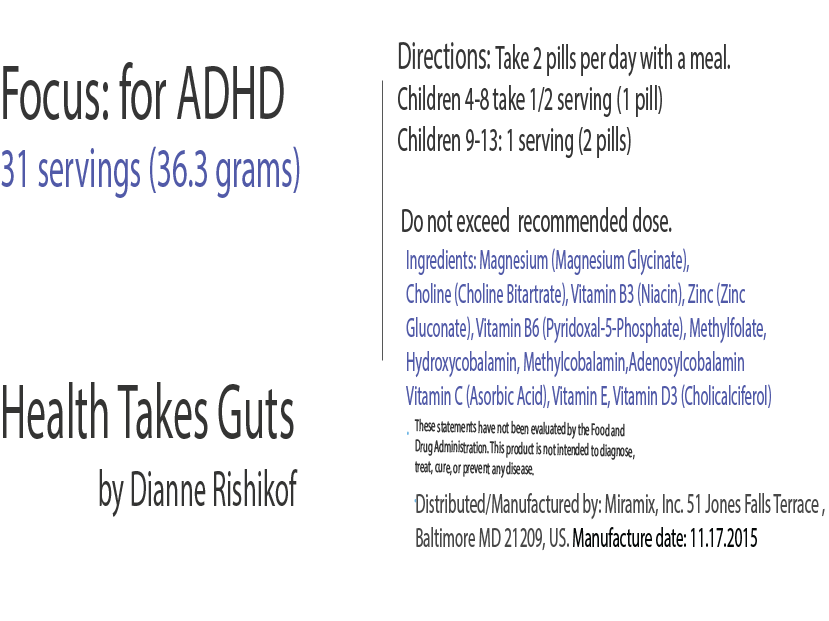 Focus: for ADHD
31 servings (36.3 grams)
Health Takes Guts
by Dianne Rishikof
Directions: Take 2 pills per day with a meal.
Children 4-8 take 1/2 serving (1 pill)
Children 9-13: 1 serving (2 pills)
Do not exceed recommended dose.
Ingredients: Magnesium (Magnesium Glycinate),
Choline (Choline Bitartrate), Vitamin B3 (Niacin), Zinc (Zinc
Gluconate), Vitamin B6 (Pyridoxal-5-Phosphate), Methylfolate,
Hydroxycobalamin, Methylcobalamin,Adenosylcobalamin
Vitamin C (Asorbic Acid), Vitamin E, Vitamin D3 (Cholicalciferol)
These statements have not been evaluated by the Food and
Drug Administration. This product is not intended to diagnose,
treat, cure, or prevent any disease.
Distributed/Manufactured by: Miramix, Inc. 51 Jones Falls Terrace ,
Baltimore MD 21209, US. Manufacture date: 11.17.2015